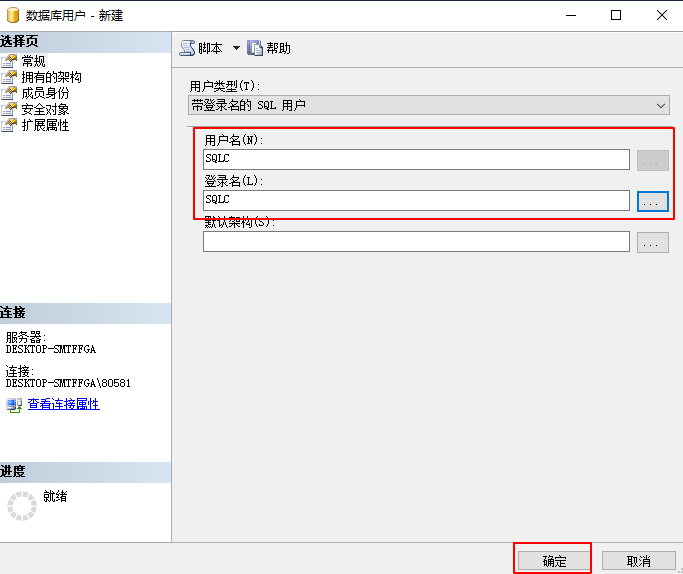 数据库用户 - 新建
选择页
常规
拥有的架构
成员身份
安全对象
扩展属性
连接
服务器:
DESKTOP-SMTFFGA
连接:
DESKTOP-SMTFFGA\80581
查看连接属性
进度
就绪
脚本 帮助
用户类型(T):
带登录名的 SQL 用户
用户名(N):
SQLC
...
登录名(L):
SQLC
...
默认架构(S):
...
确定 取消